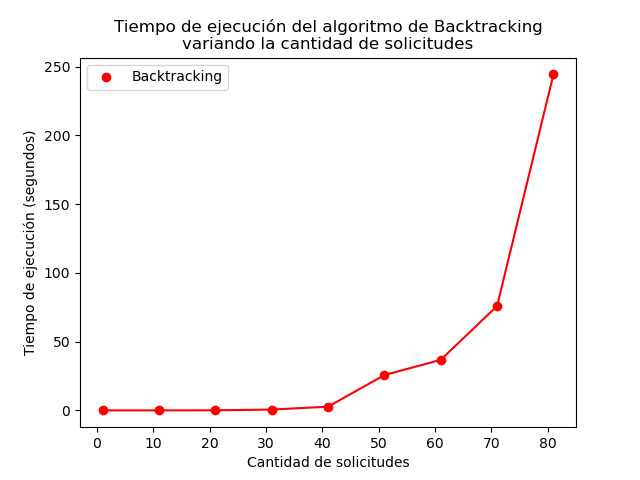 Tiempo de ejecución del algoritmo de Backtracking
variando la cantidad de solicitudes
Backtracking
Tiempo de ejecución (segundos)
250
200
150
100
50
0
0 10 20 30 40 50 60 70 80
Cantidad de solicitudes